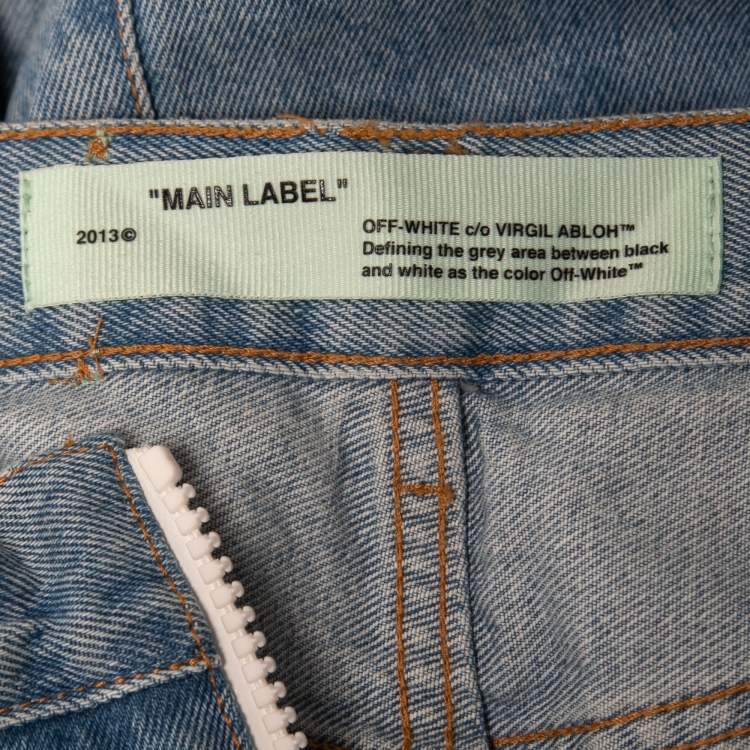 "MAIN LABEL"
2013©
OFF-WHITE c/o VIRGIL ABLOH™
Defining the grey area between black
and white as the color Off-White™